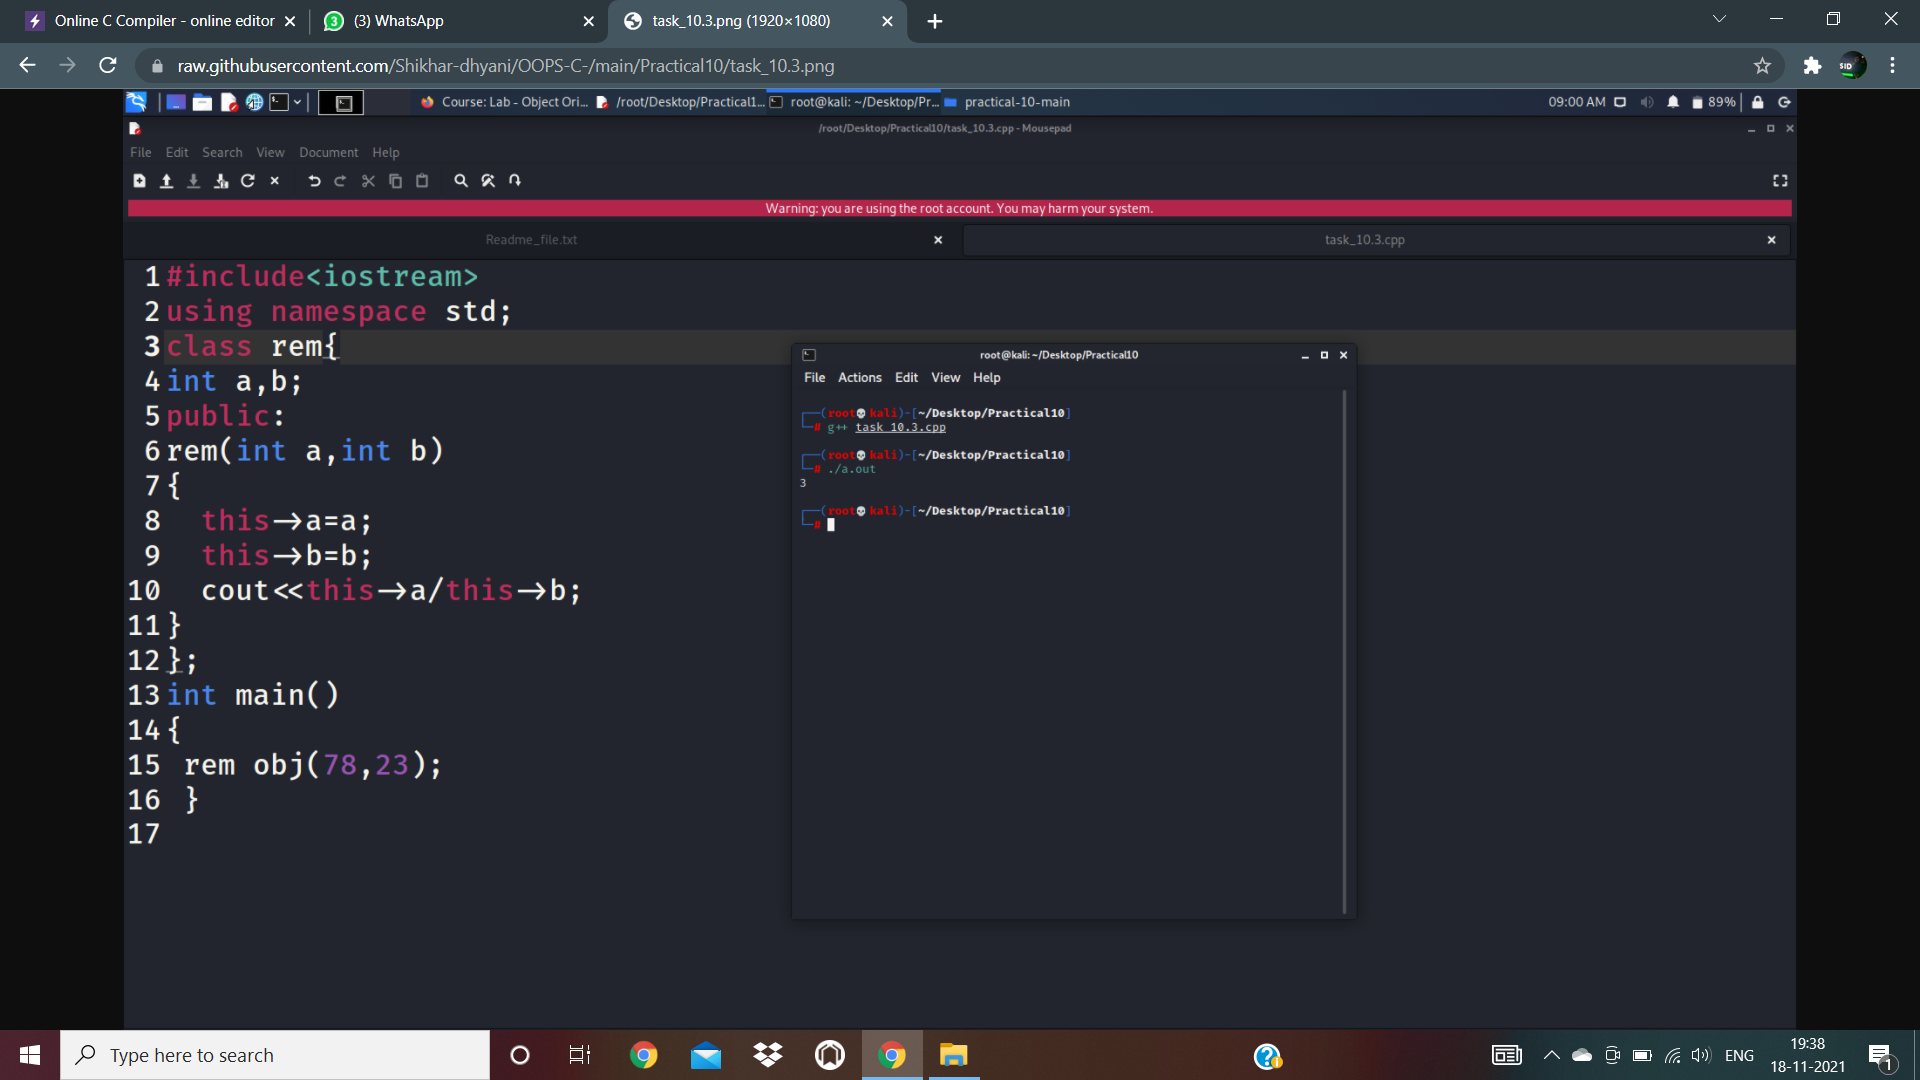 Online C Compiler - online editor
(3) WhatsApp
task_10.3.png (1920×1080)
raw.githubusercontent.com/Shikhar-dhyani/OOPS-C-/main/Practical10/task_10.3.png
SID
Course: Lab - Object Ori...
/root/Desktop/Practical1...
root@kali: ~/Desktop/Pr...
practical-10-main
09:00 AM
89%
/root/Desktop/Practical10/task_10.3.cpp - Mousepad
File Edit Search View Document Help
Warning: you are using the root account. You may harm your system.
Readme_file.txt
task_10.3.cpp
1 #include<iostream>
2 using namespace std;
3 class rem{
4 int a,b;
5 public:
6 rem(int a,int b)
7 {
8 this->a=a;
9 this->b=b;
10 cout<<this->a/this->b;
11 }
12 };
13 int main()
14 {
15 rem obj(78,23);
16 }
17
root@kali: ~/Desktop/Practical10
File Actions Edit View Help
(root💀kali)-[~/Desktop/Practical10]
# g++ task_10.3.cpp
(root💀kali)-[~/Desktop/Practical10]
# ./a.out
3
(root💀kali)-[~/Desktop/Practical10]
#
Type here to search
ENG
19:38
18-11-2021
1